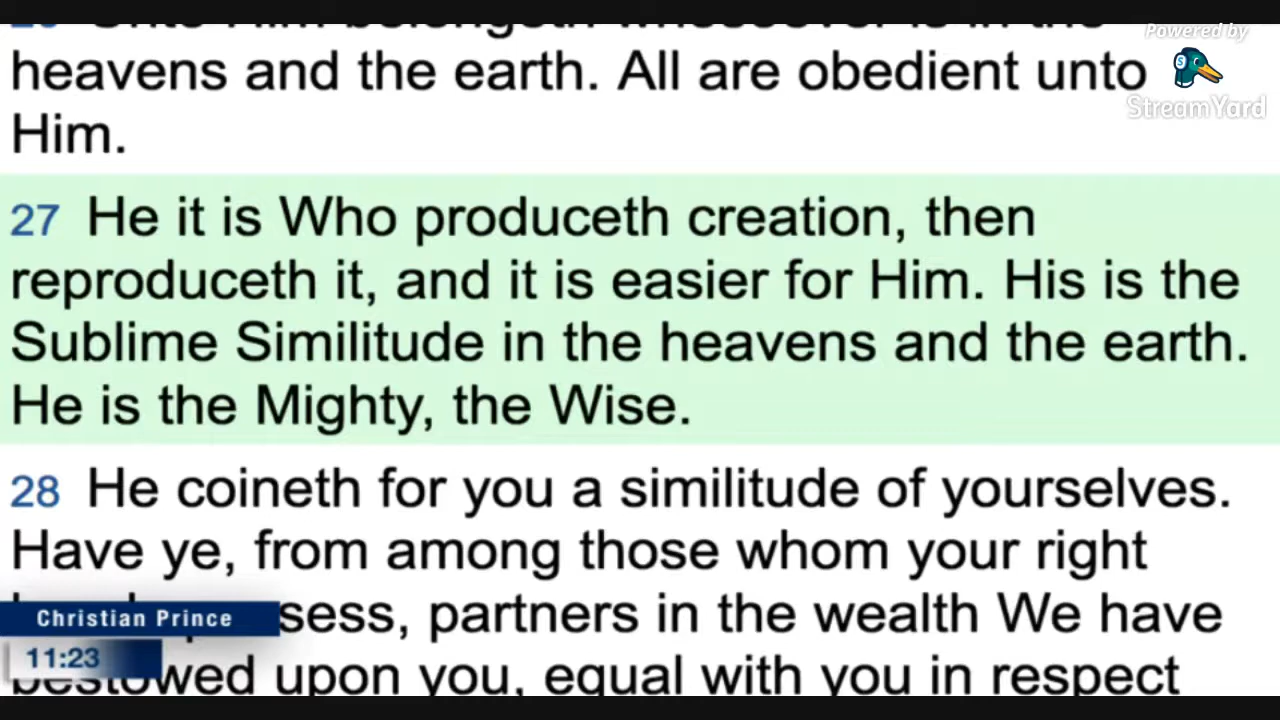 heavens and the earth. All are obedient unto
Him.
27 He it is Who produceth creation, then
reproduceth it, and it is easier for Him. His is the
Sublime Similitude in the heavens and the earth.
He is the Mighty, the Wise.
28 He coineth for you a similitude of yourselves.
Have ye, from among those whom your right
sess, partners in the wealth We have
bestowed upon you, equal with you in respect
Powered by
StreamYard
Christian Prince
11:23